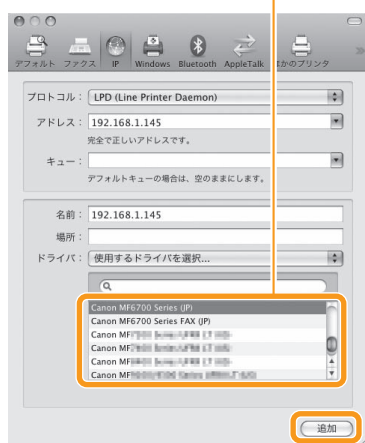 デフォルト ファクス IP Windows Bluetooth AppleTalk ほかのプリンタ
プロトコル： LPD (Line Printer Daemon)
アドレス： 192.168.1.145
完全で正しいアドレスです。
キュー：
デフォルトキューの場合は、空のままにします。
名前： 192.168.1.145
場所：
ドライバ： 使用するドライバを選択...
Canon MF6700 Series (JP)
Canon MF6700 Series FAX (JP)
Canon MF
Canon MF
Canon MF
Canon MF
追加